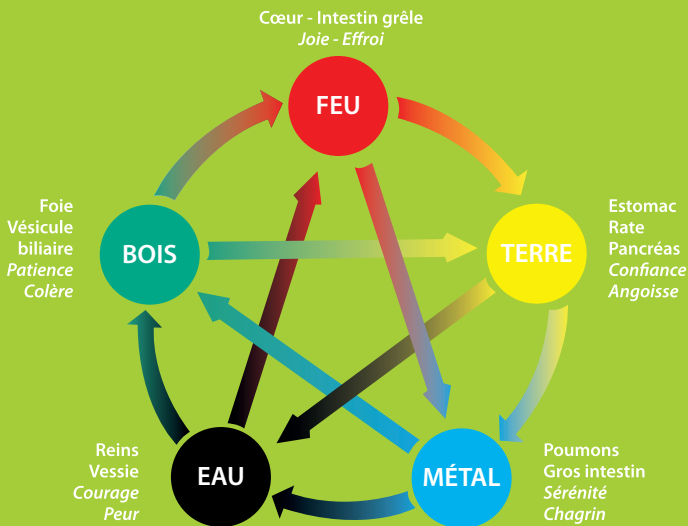 Cœur - Intestin grêle
Joie - Effroi
FEU
Foie
Vésicule
biliaire
Patience
Colère
BOIS
TERRE
Estomac
Rate
Pancréas
Confiance
Angoisse
Reins
Vessie
Courage
Peur
EAU
MÉTAL
Poumons
Gros intestin
Sérénité
Chagrin